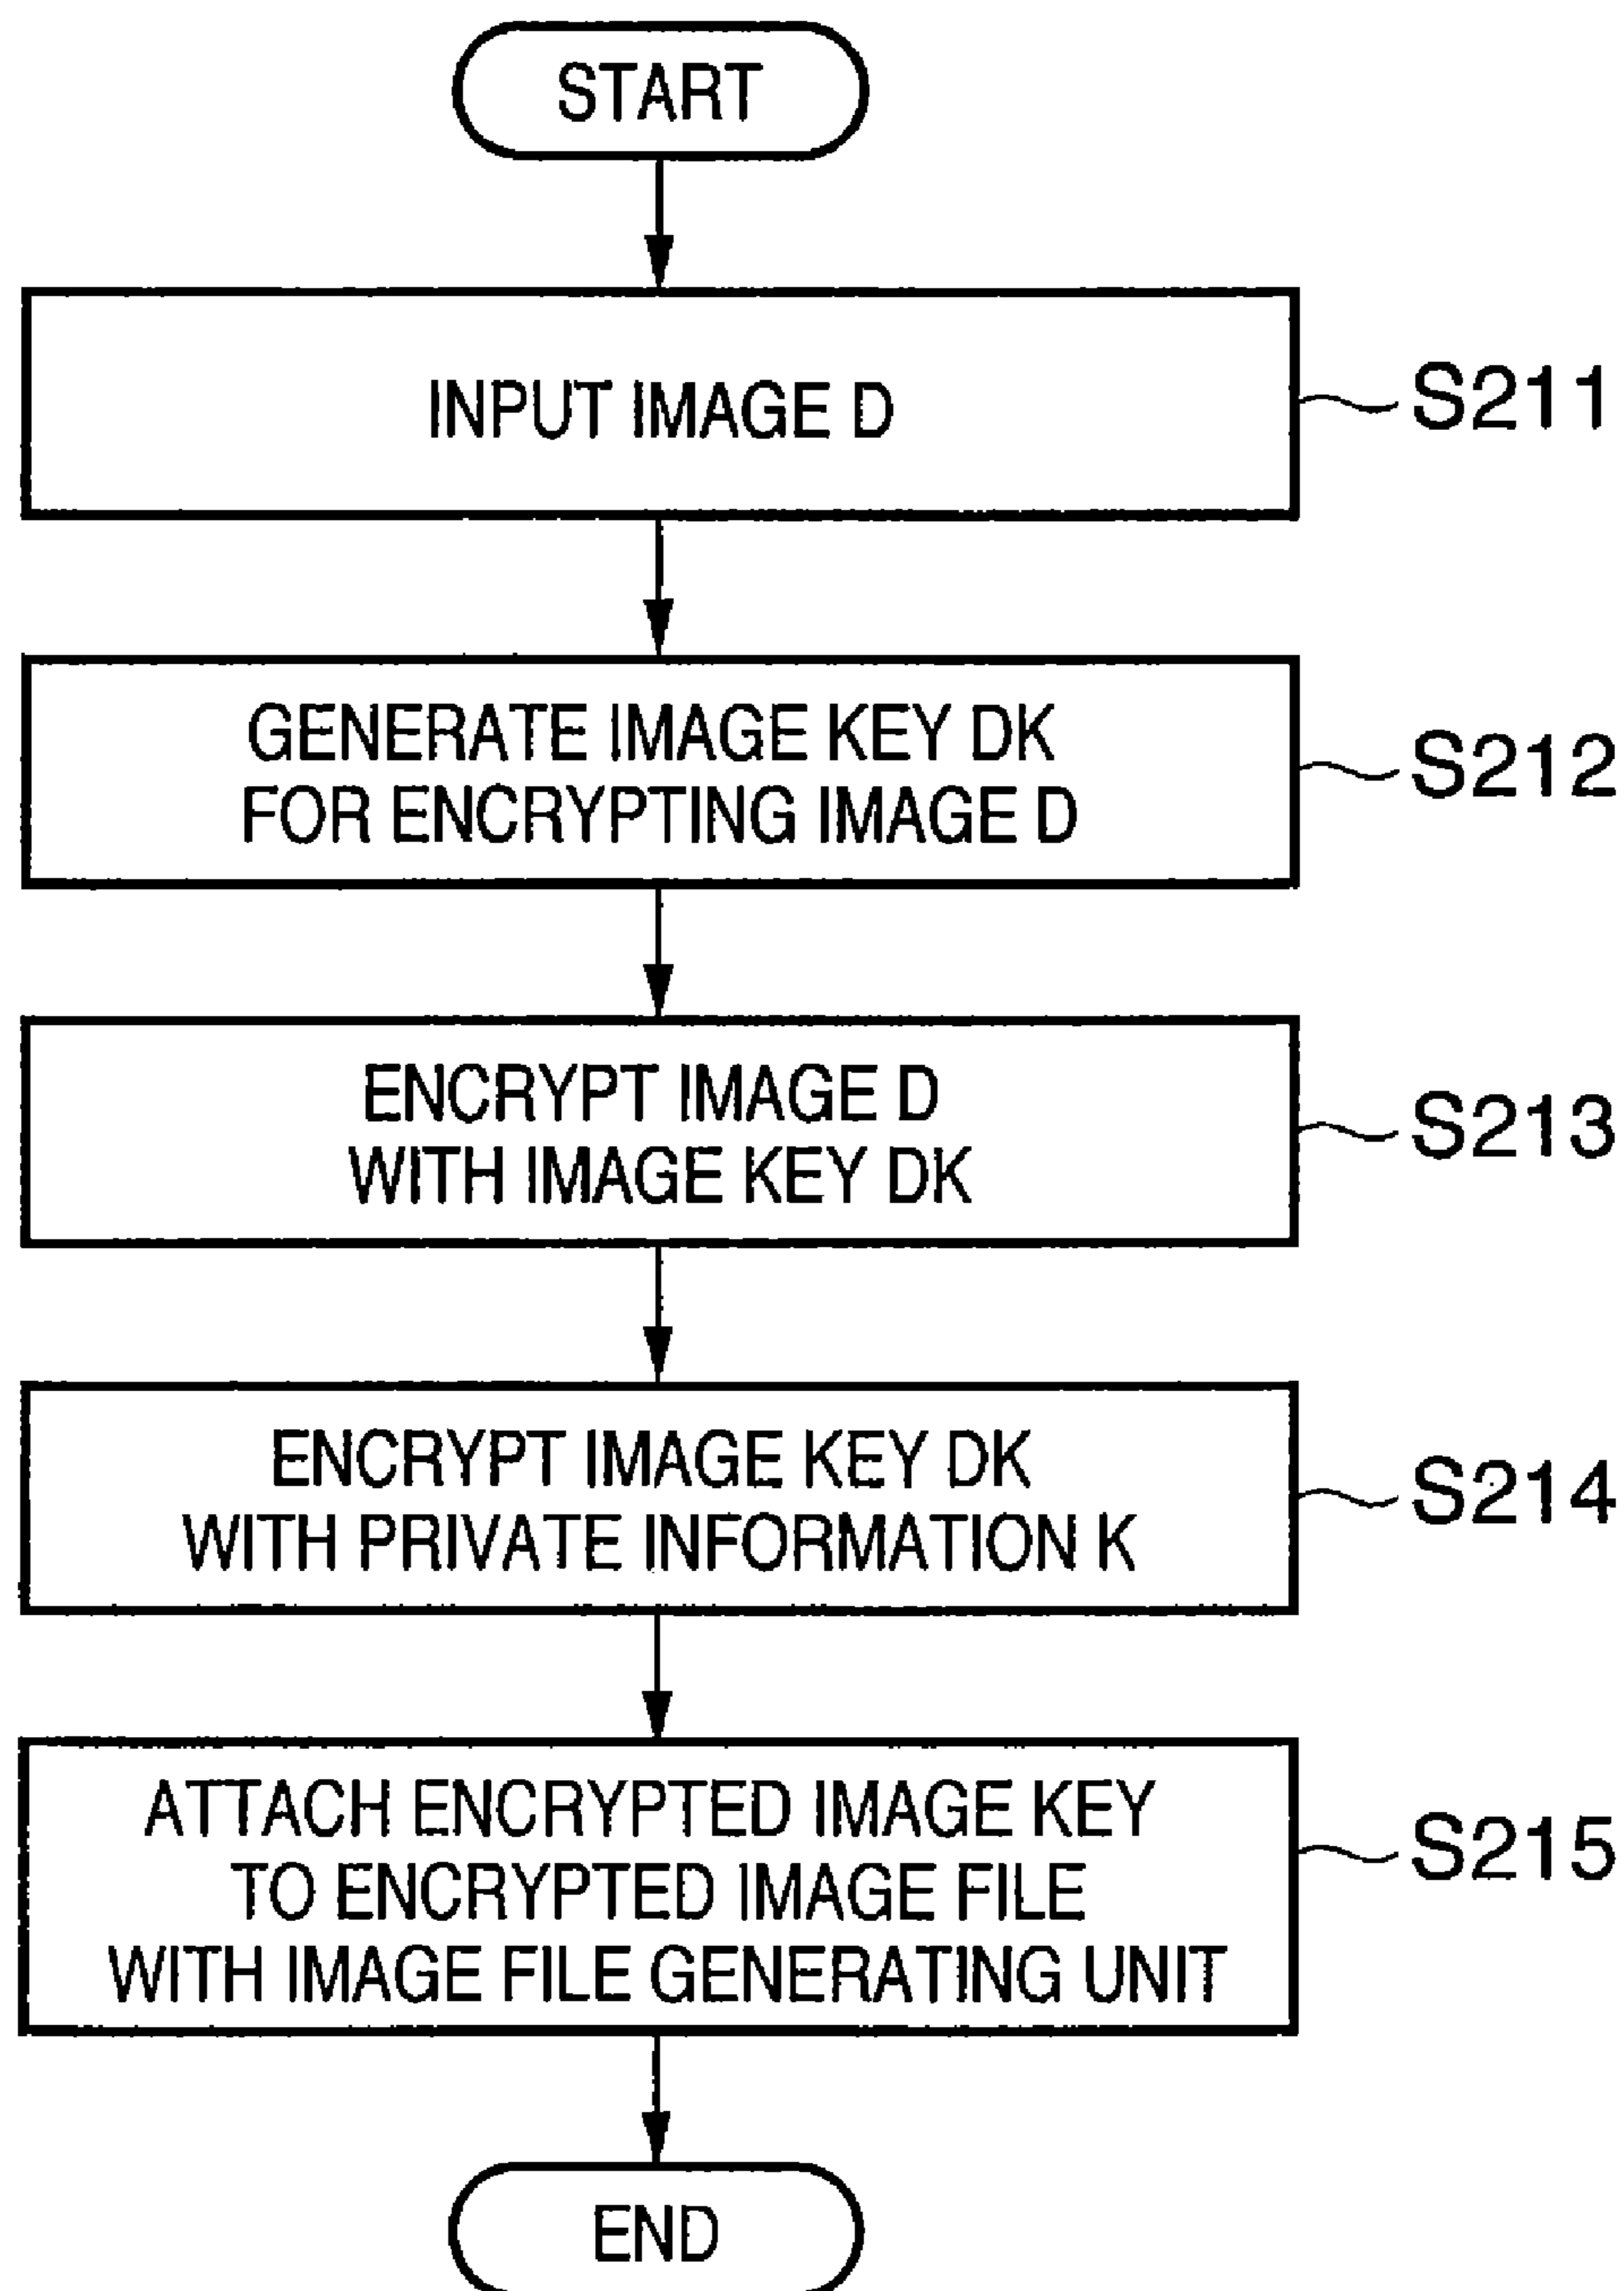 START
INPUT IMAGE D
S211
GENERATE IMAGE KEY DK
FOR ENCRYPTING IMAGE D
S212
ENCRYPT IMAGE D
WITH IMAGE KEY DK
S213
ENCRYPT IMAGE KEY DK
WITH PRIVATE INFORMATION K
S214
ATTACH ENCRYPTED IMAGE KEY
TO ENCRYPTED IMAGE FILE
WITH IMAGE FILE GENERATING UNIT
S215
END